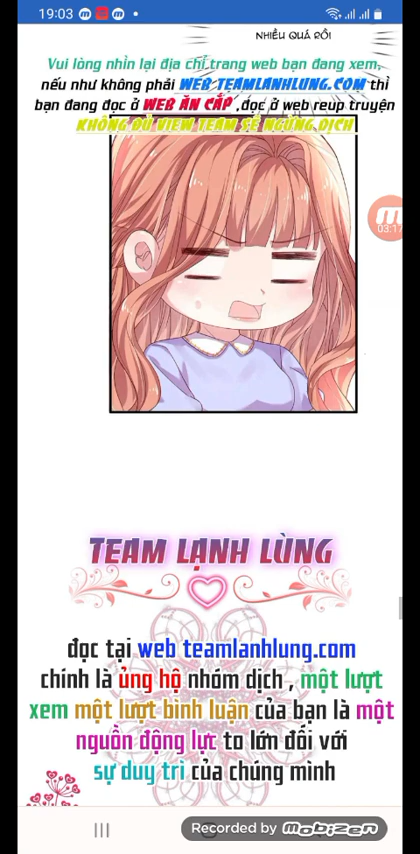 19:03
NHIỀU QUÁ RỒI
Vui lòng nhìn lại địa chỉ trang web bạn đang xem,
nếu như không phải WEB TEAMLANHLUNG.COM thì
bạn đang đọc ở WEB ĂN CẮP ,đọc ở web reup truyện
KHÔNG ĐỦ VIEW TEAM SẼ NGỪNG DỊCH
03:17
TEAM LẠNH LÙNG
đọc tại web teamlanhlung.com
chính là ủng hộ nhóm dịch , một lượt
xem một lượt bình luận của bạn là một
nguồn động lực to lớn đối với
sự duy trì của chúng mình
Recorded by mobizen